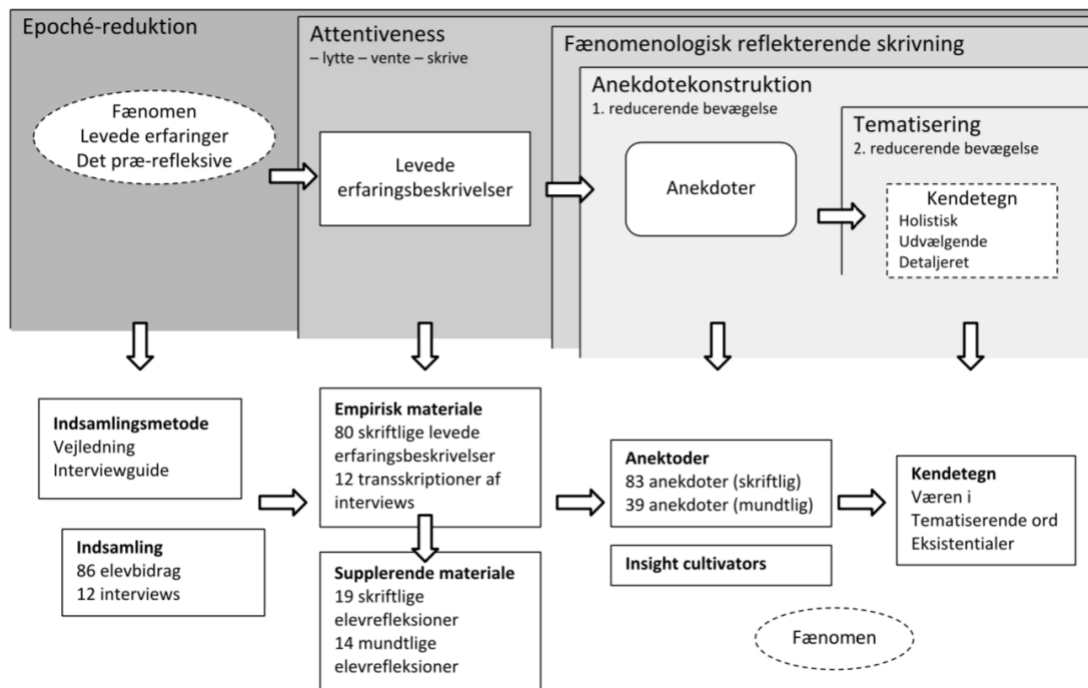 Epoché-reduktion
Fænomen
Levede erfaringer
Det præ-refleksive
Attentiveness
– lytte – vente – skrive
Levede
erfaringsbeskrivelser
Fænomenologisk reflekterende skrivning
Anekdotekonstruktion
1. reducerende bevægelse
Anekdoter
Tematisering
2. reducerende bevægelse
Kendetegn
Holistisk
Udvælgende
Detaljeret
Indsamlingsmetode
Vejledning
Interviewguide
Indsamling
86 elevbidrag
12 interviews
Empirisk materiale
80 skriftlige levede
erfaringsbeskrivelser
12 transskriptioner af
interviews
Supplerende materiale
19 skriftlige
elevrefleksioner
14 mundtlige
elevrefleksioner
Anektoder
83 anekdoter (skriftlig)
39 anekdoter (mundtlig)
Insight cultivators
Kendetegn
Væren i
Tematiserende ord
Eksistentialer
Fænomen